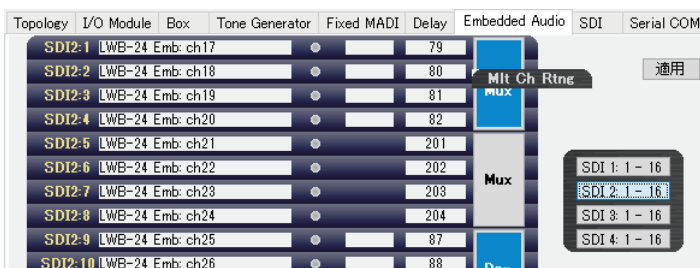 Topology I/O Module Box Tone Generator Fixed MADI Delay Embedded Audio SDI Serial COM
SDI2:1 LWB-24 Emb: ch17 79
SDI2:2 LWB-24 Emb: ch18 80
Mlt Ch Rtng
適用
SDI2:3 LWB-24 Emb: ch19 81
Mux
SDI2:4 LWB-24 Emb: ch20 82
SDI2:5 LWB-24 Emb: ch21 201
SDI2:6 LWB-24 Emb: ch22 202
Mux
SDI2:7 LWB-24 Emb: ch23 203
SDI2:8 LWB-24 Emb: ch24 204
SDI2:9 LWB-24 Emb: ch25 87
SDI2:10 LWB-24 Emb: ch26 88
SDI 1: 1 - 16
SDI 2: 1 - 16
SDI 3: 1 - 16
SDI 4: 1 - 16